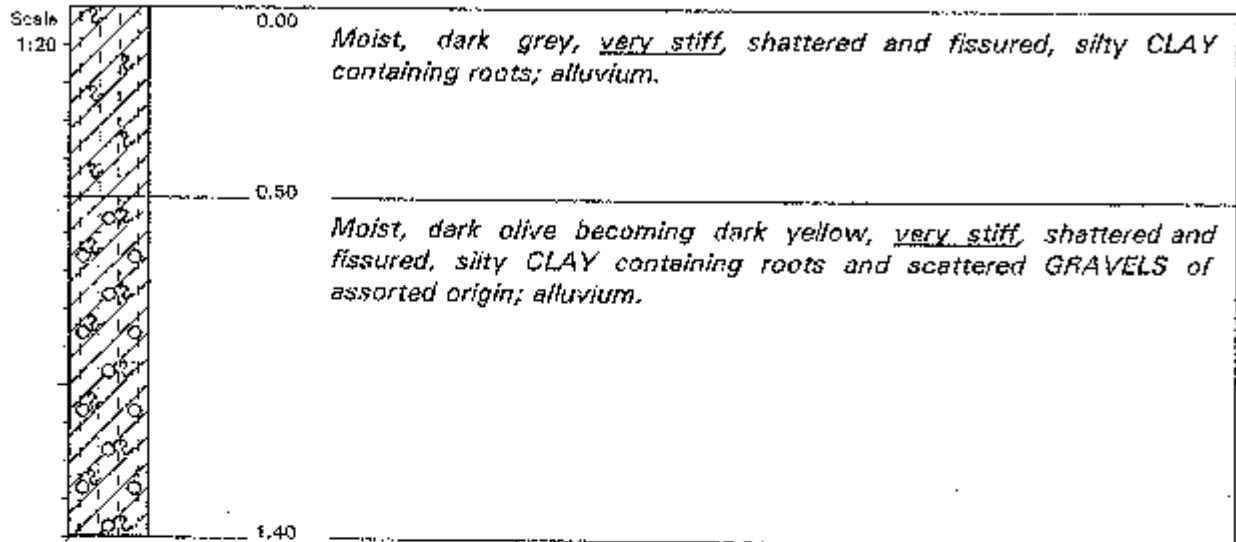 Scale
1:20
0.00
Moist, dark grey, very stiff, shattered and fissured, silty CLAY
containing roots; alluvium.
0.50
Moist, dark olive becoming dark yellow, very stiff, shattered and
fissured, silty CLAY containing roots and scattered GRAVELS of
assorted origin; alluvium.
1.40